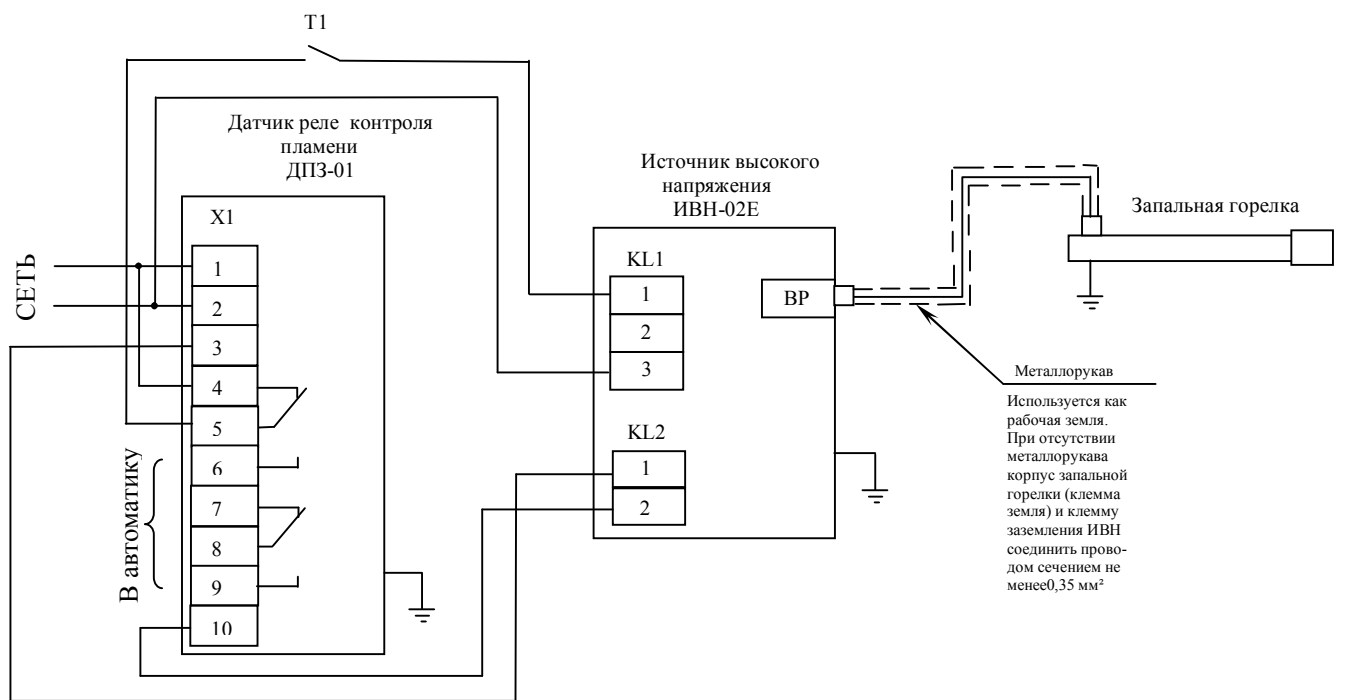 T1
Датчик реле контроля
пламени
ДПЗ-01
X1
1
2
3
4
5
6
7
8
9
10
СЕТЬ
В автоматику
Источник высокого
напряжения
ИВН-02Е
KL1
1
2
3
KL2
1
2
ВР
Запальная горелка
Металлорукав
Используется как
рабочая земля.
При отсутствии
металлорукава
корпус запальной
горелки (клемма
земля) и клемму
заземления ИВН
соединить прово-
дом сечением не
менее0,35 мм²